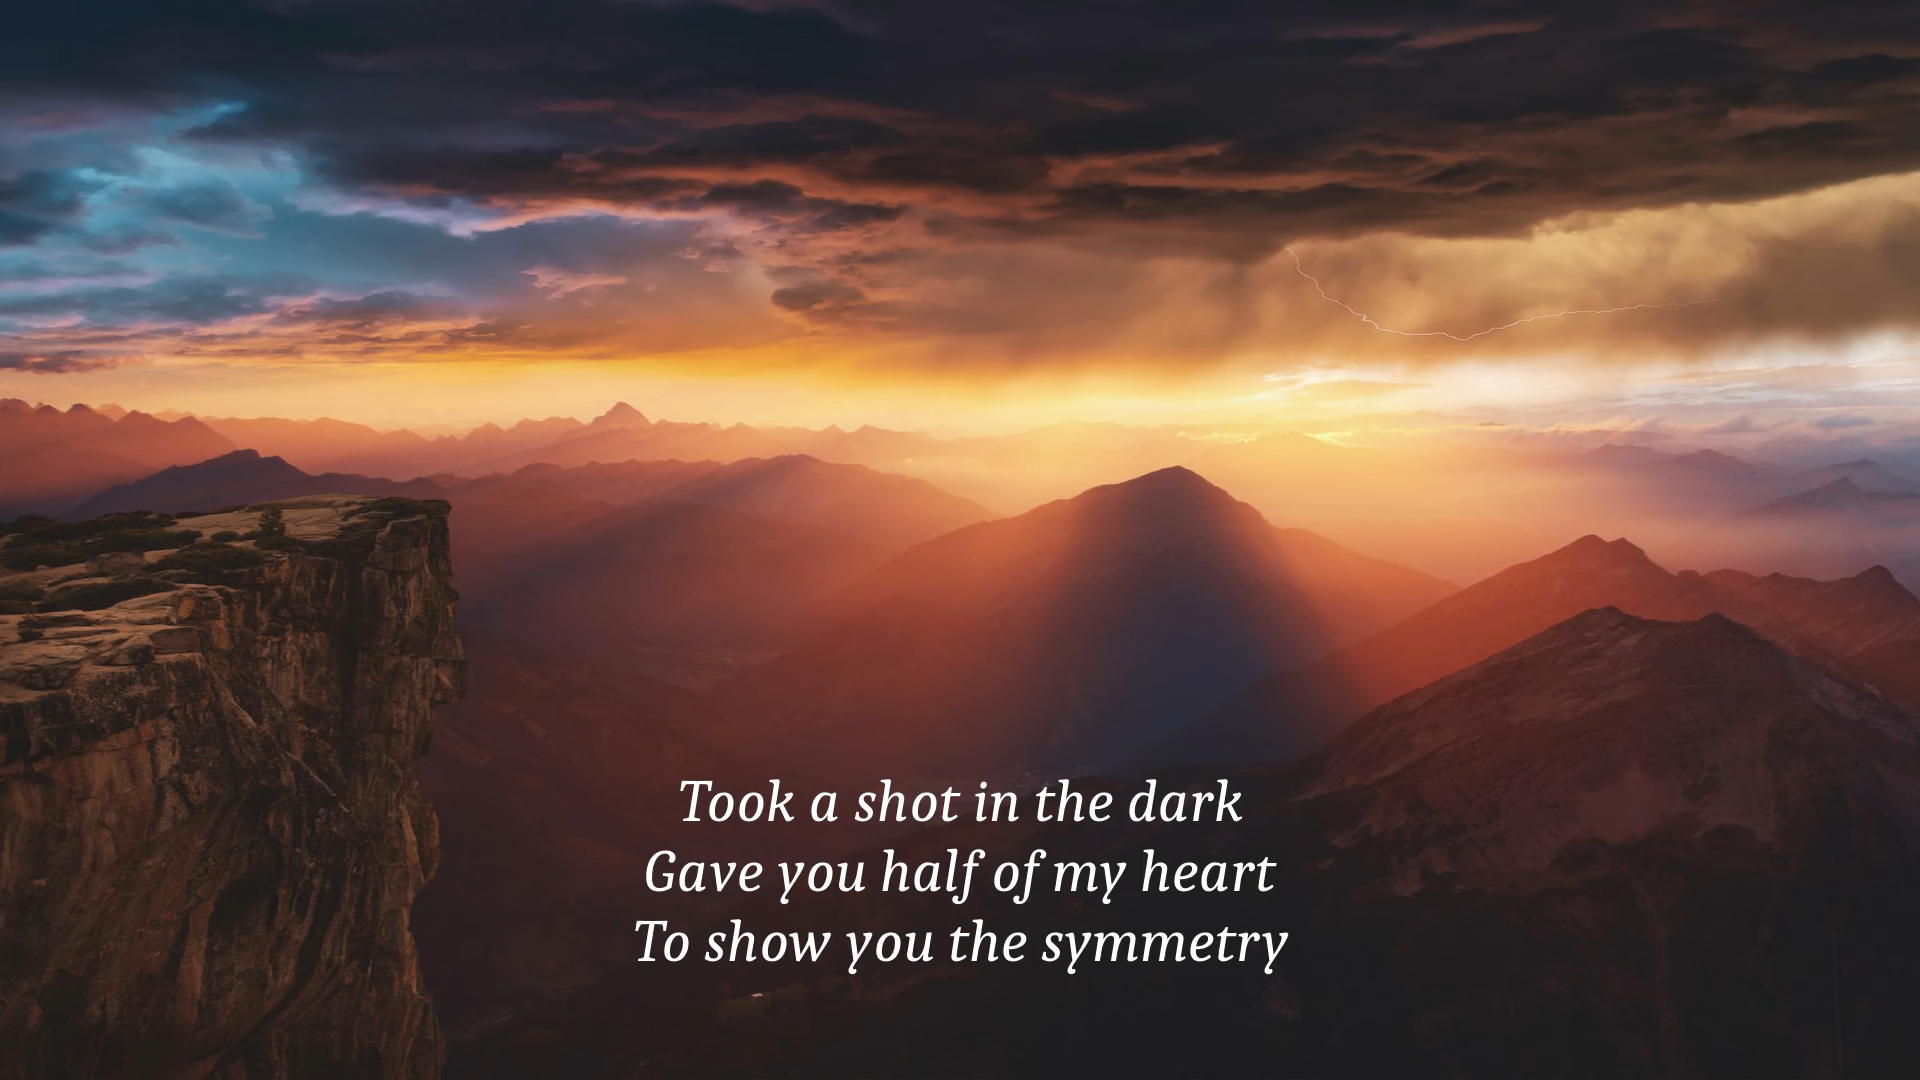 Took a shot in the dark
Gave you half of my heart
To show you the symmetry